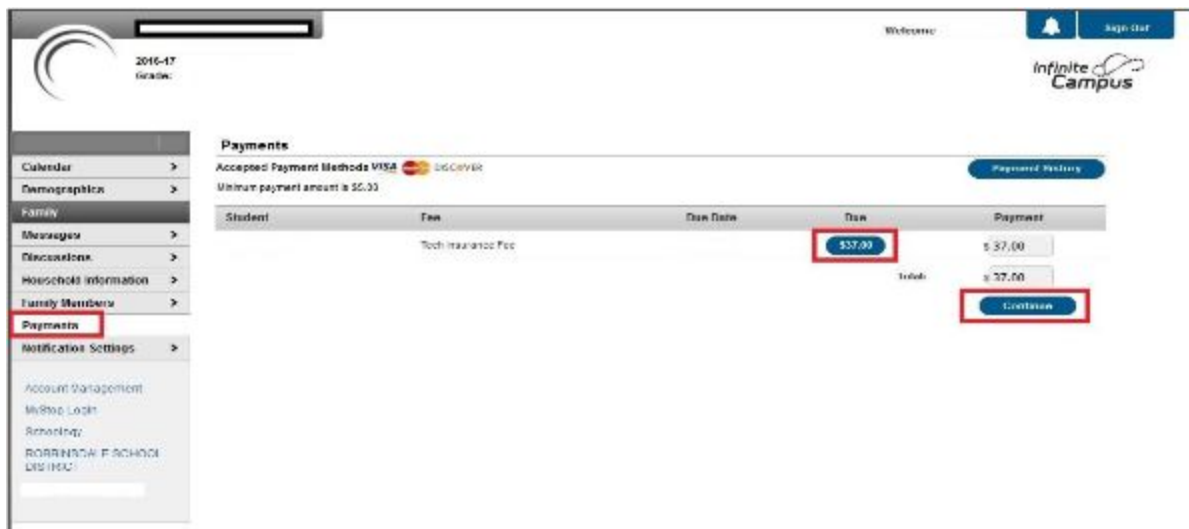 Welcome
Sign Out
2016-17
Grade:
Infinite
Campus
Payments
Calendar >
Accepted Payment Methods VISA MasterCard DISCOVER
Payment History
Demographics >
Minimum payment amount is $5.00
Family
Student Fee Due Date Due Payment
Messages >
Tech Insurance Fee $37.00 $ 37.00
Discussions >
Household Information >
Total: $ 37.00
Family Members >
Continue
Payments
Notification Settings >
Account Management
MyStop Login
Schoology
ROBBINSDALE SCHOOL
DISTRICT